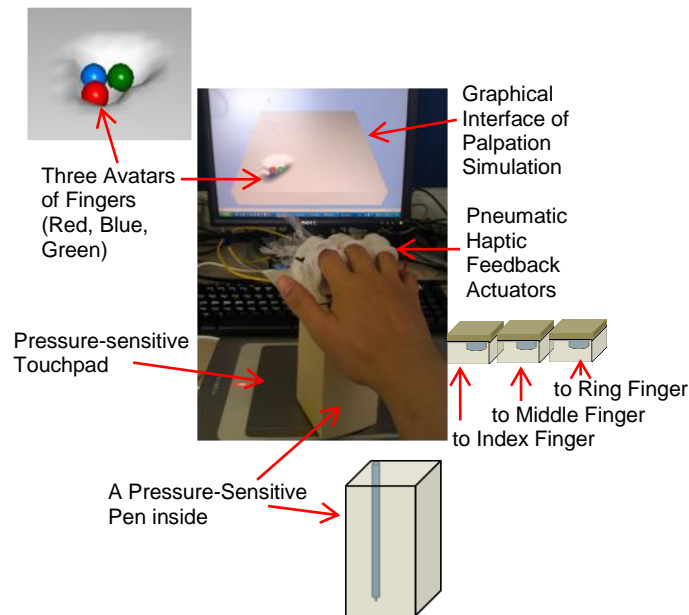 Graphical
Interface of
Palpation
Simulation
Three Avatars
of Fingers
(Red, Blue,
Green)
Pneumatic
Haptic
Feedback
Actuators
Pressure-sensitive
Touchpad
to Ring Finger
to Middle Finger
to Index Finger
A Pressure-Sensitive
Pen inside